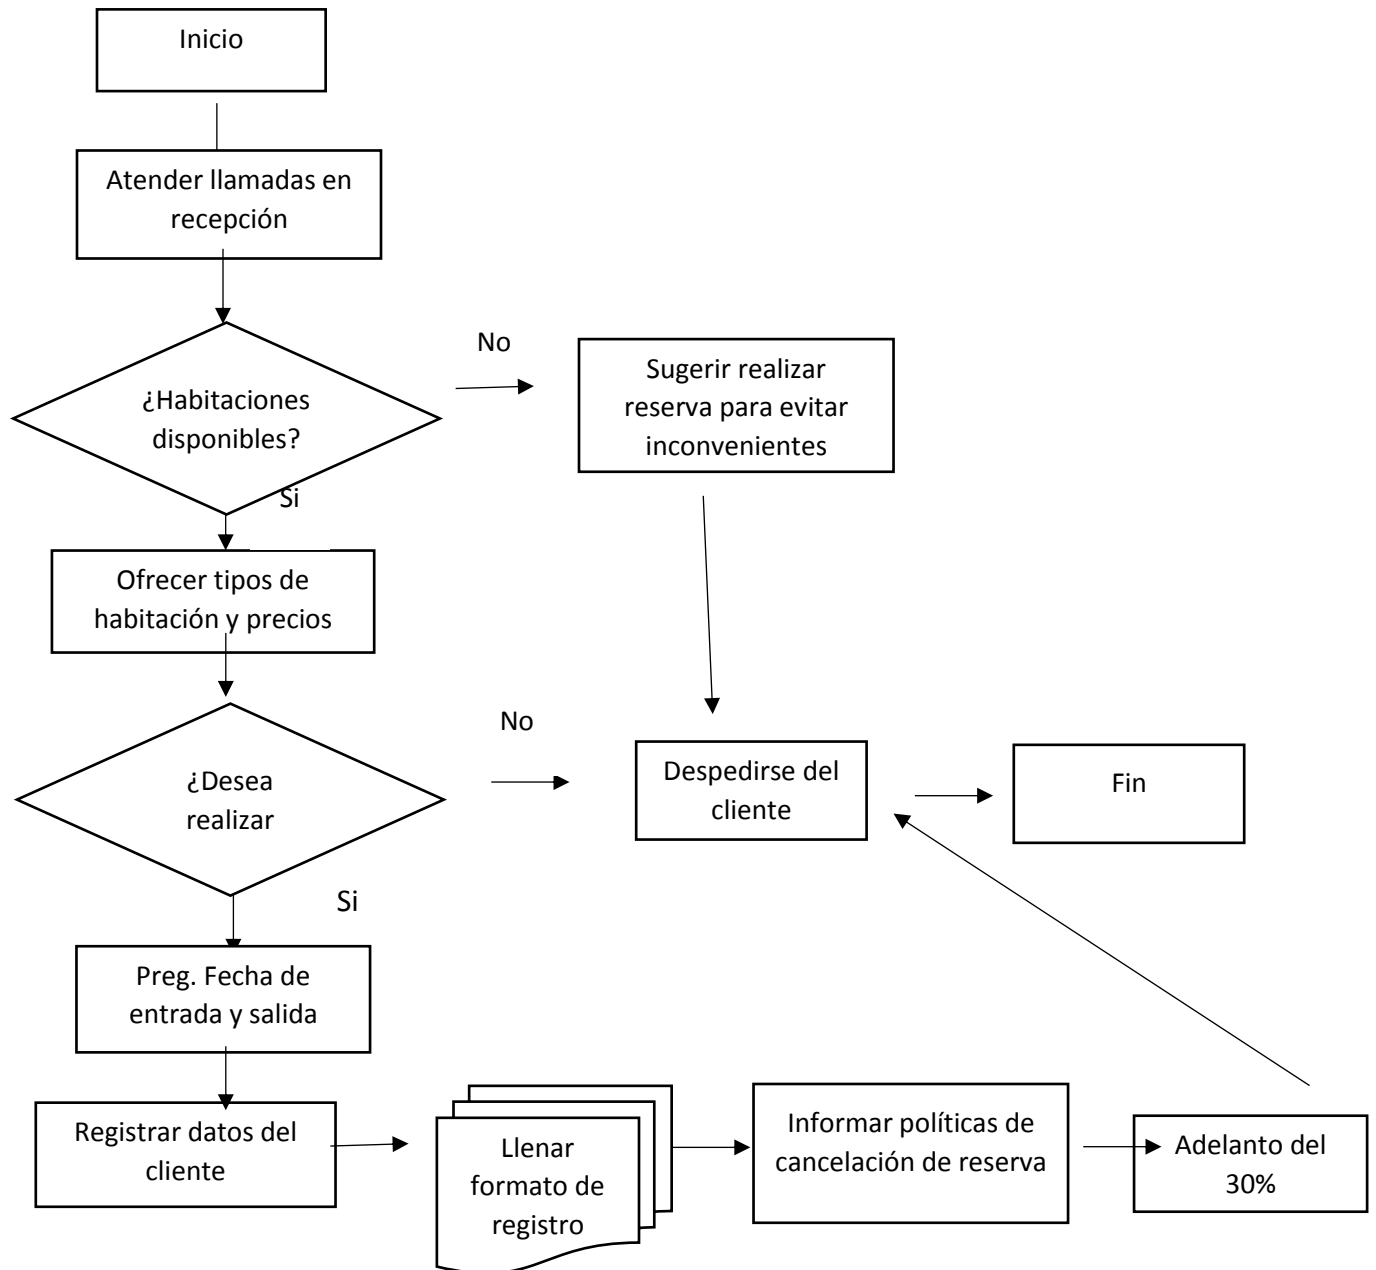 Inicio
Atender llamadas en
recepción
No
¿Habitaciones
disponibles?
Sugerir realizar
reserva para evitar
inconvenientes
Si
Ofrecer tipos de
habitación y precios
No
¿Desea
realizar
Despedirse del
cliente
Fin
Si
Preg. Fecha de
entrada y salida
Registrar datos del
cliente
Llenar
formato de
registro
Informar políticas de
cancelación de reserva
Adelanto del
30%